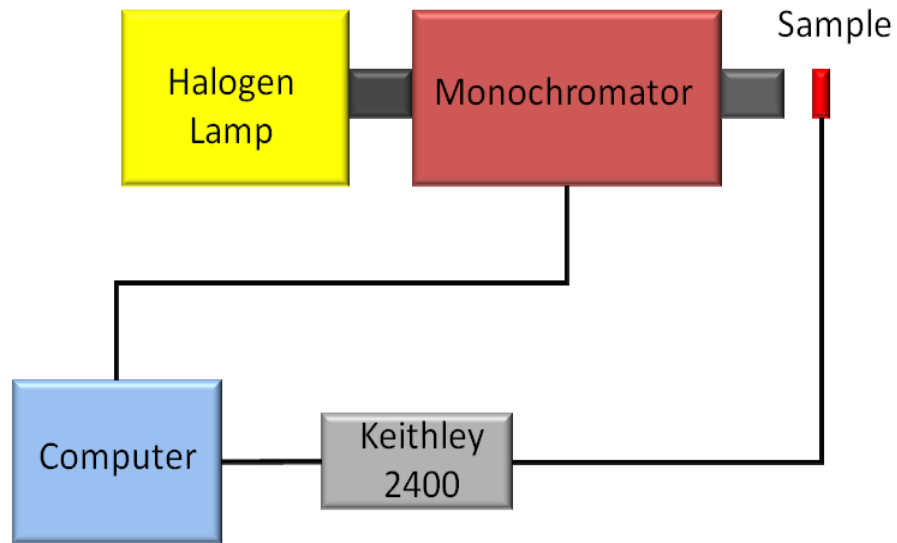 Sample
Halogen
Lamp
Monochromator
Computer
Keithley
2400